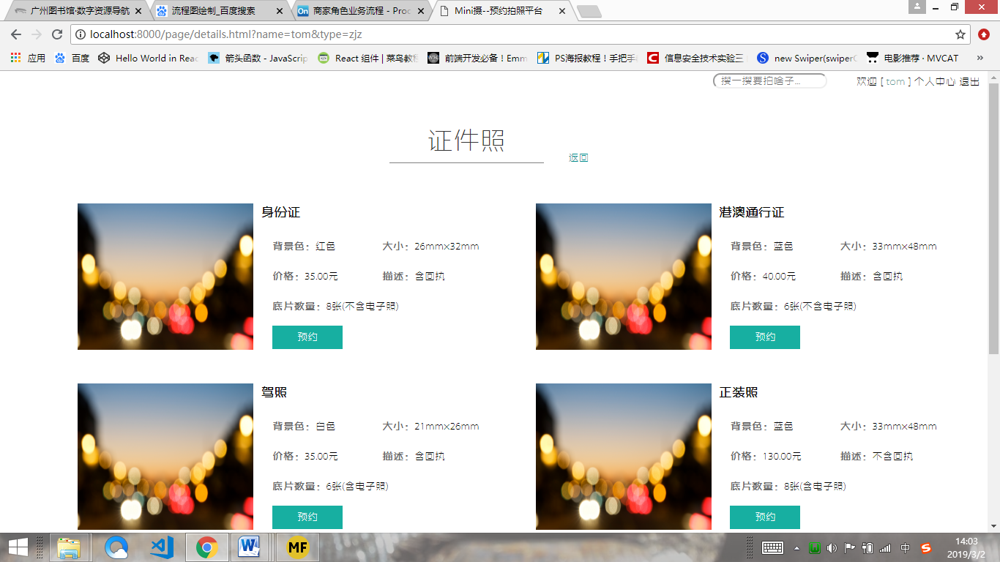 广州图书馆·数字资源导航
流程图绘制_百度搜索
On 商家角色业务流程 - Proc
Mini摄--预约拍照平台
localhost:8000/page/details.html?name=tom&type=zjz
应用
百度
Hello World in Reac
箭头函数 - JavaScrip
React 组件 | 菜鸟教程
前端开发必备！Emm
PS海报教程！手把手
C 信息安全技术实验三
S new Swiper(swiperC
电影推荐 · MVCAT
»
搜一搜要拍啥子...
欢迎 [ tom ] 个人中心 退出
证件照
返回
身份证
背景色：红色 大小：26mm×32mm
价格：35.00元 描述：含回执
底片数量：8张(不含电子照)
预约
港澳通行证
背景色：蓝色 大小：33mm×48mm
价格：40.00元 描述：含回执
底片数量：6张(不含电子照)
预约
驾照
背景色：白色 大小：21mm×26mm
价格：35.00元 描述：含回执
底片数量：6张(含电子照)
预约
正装照
背景色：蓝色 大小：33mm×48mm
价格：130.00元 描述：不含回执
底片数量：8张(含电子照)
预约
MF
中
14:03
2019/3/2